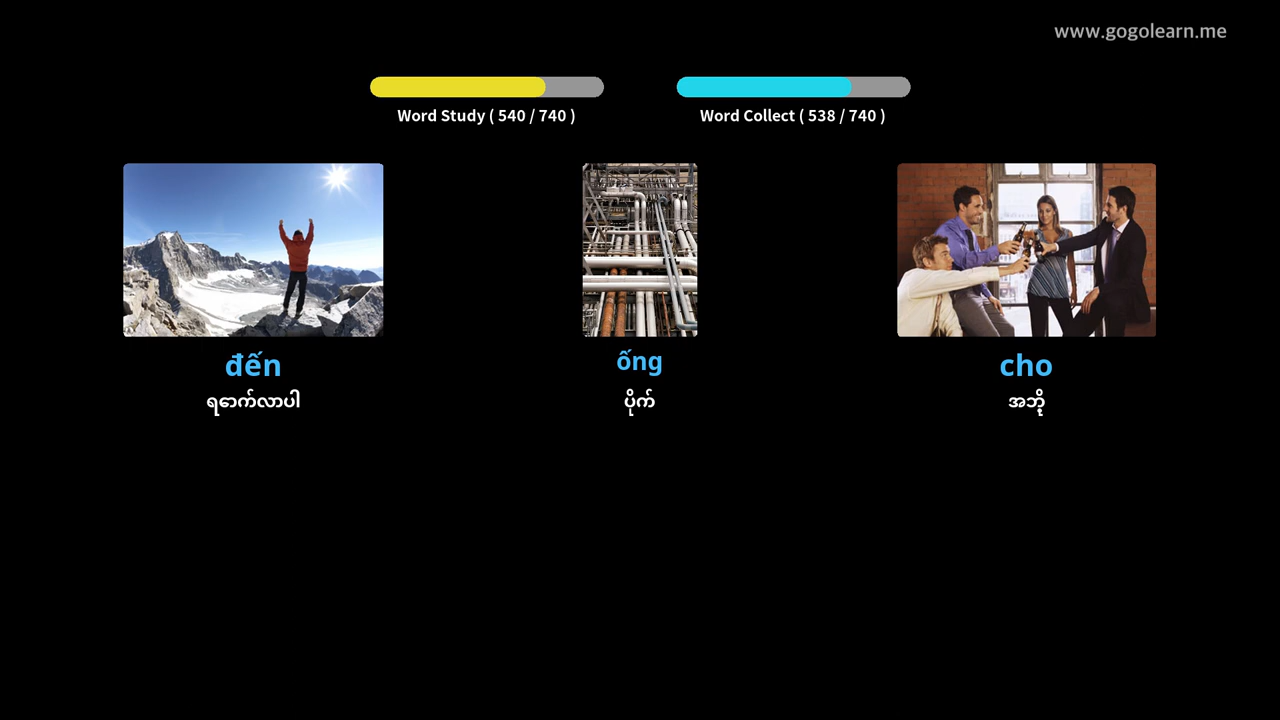 www.gogolearn.me
Word Study ( 540 / 740 )
Word Collect ( 538 / 740 )
đến
ống
cho
ရောက်လာပါ
ပိုက်
အဘို့